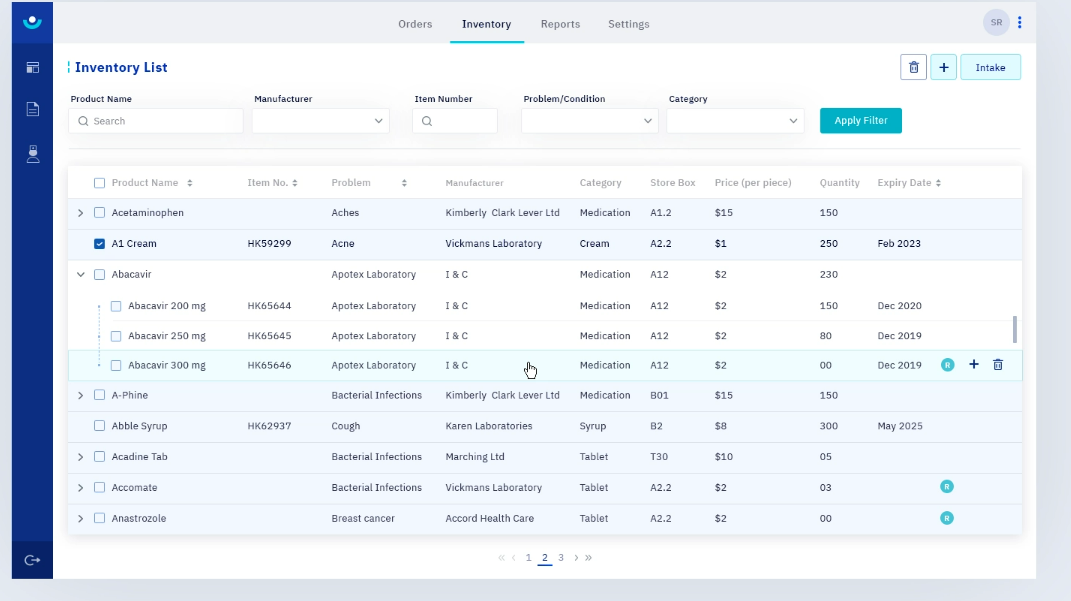 Orders Inventory Reports Settings SR
Inventory List Intake
Product Name Manufacturer Item Number Problem/Condition Category
Search Apply Filter
Product Name Item No. Problem Manufacturer Category Store Box Price (per piece) Quantity Expiry Date
Acetaminophen Aches Kimberly Clark Lever Ltd Medication A1.2 $15 150
A1 Cream HK59299 Acne Vickmans Laboratory Cream A2.2 $1 250 Feb 2023
Abacavir Apotex Laboratory I & C Medication A12 $2 230
Abacavir 200 mg HK65644 Apotex Laboratory I & C Medication A12 $2 150 Dec 2020
Abacavir 250 mg HK65645 Apotex Laboratory I & C Medication A12 $2 80 Dec 2019
Abacavir 300 mg HK65646 Apotex Laboratory I & C Medication A12 $2 00 Dec 2019 R
A-Phine Bacterial Infections Kimberly Clark Lever Ltd Medication B01 $15 150
Abble Syrup HK62937 Cough Karen Laboratories Syrup B2 $8 300 May 2025
Acadine Tab Bacterial Infections Marching Ltd Tablet T30 $10 05
Accomate Bacterial Infections Vickmans Laboratory Tablet A2.2 $2 03 R
Anastrozole Breast cancer Accord Health Care Tablet A2.2 $2 00 R
« ‹ 1 2 3 › »